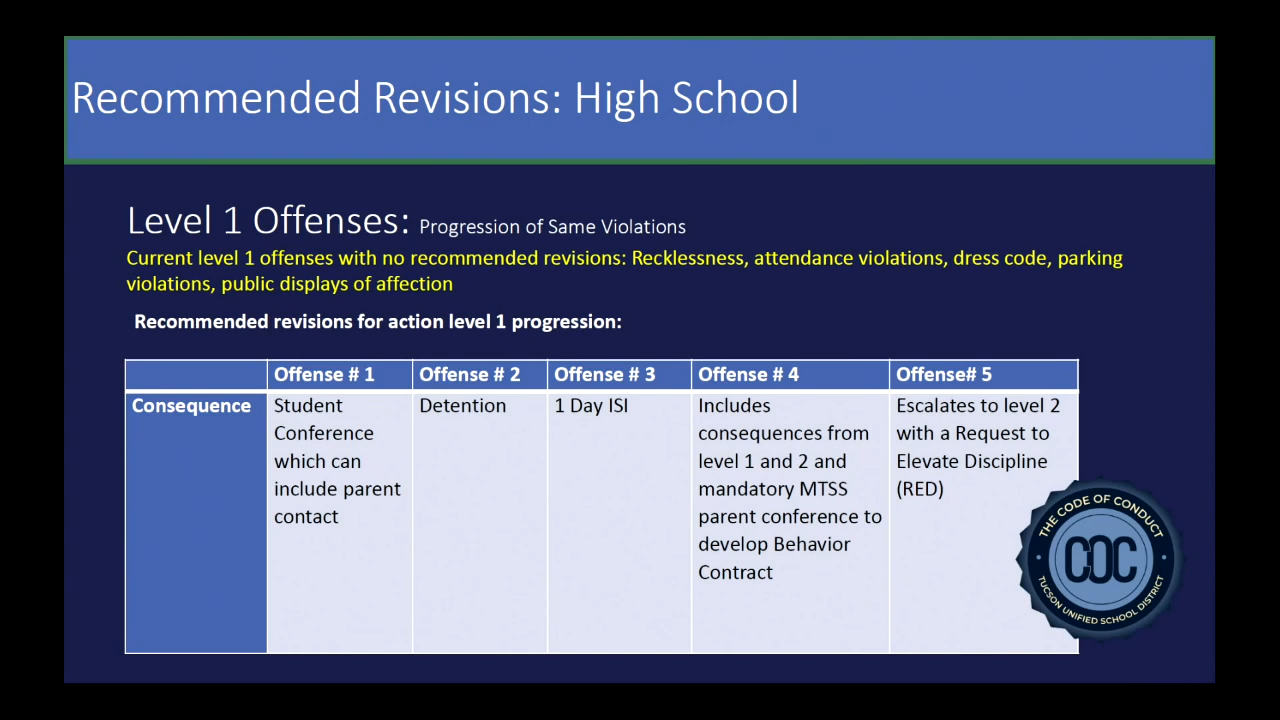 Recommended Revisions: High School
Level 1 Offenses: Progression of Same Violations
Current level 1 offenses with no recommended revisions: Recklessness, attendance violations, dress code, parking
violations, public displays of affection
Recommended revisions for action level 1 progression:
Offense # 1
Offense # 2
Offense # 3
Offense # 4
Offense# 5
Consequence
Student
Conference
which can
include parent
contact
Detention
1 Day ISI
Includes
consequences from
level 1 and 2 and
mandatory MTSS
parent conference to
develop Behavior
Contract
Escalates to level 2
with a Request to
Elevate Discipline
(RED)
THE CODE OF CONDUCT
COC
TUCSON UNIFIED SCHOOL DISTRICT